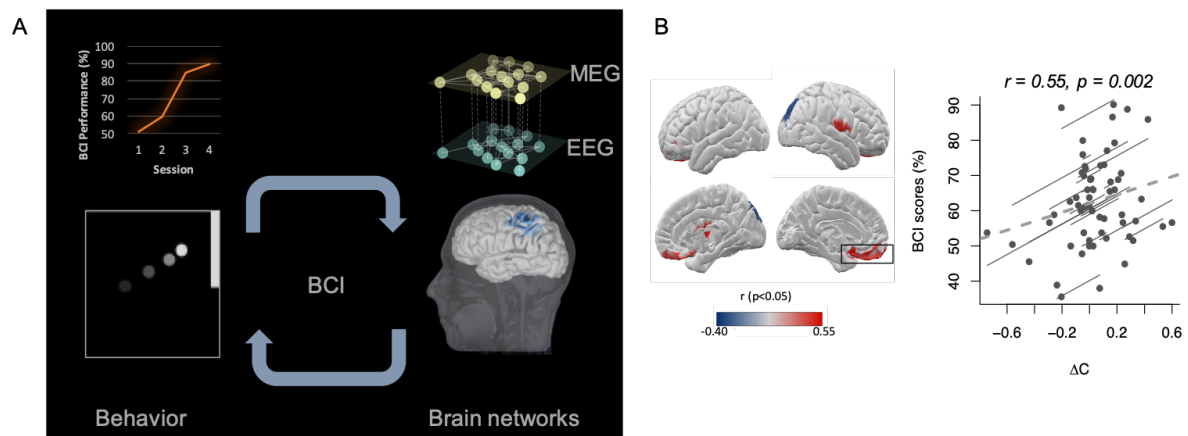 A
BCI Performance (%)
100
90
80
70
60
50
1 2 3 4
Session
MEG
EEG
BCI
Behavior
Brain networks
B
r (p<0.05)
-0.40 0.55
r = 0.55, p = 0.002
BCI scores (%)
90
80
70
60
50
40
−0.6 −0.2 0.2 0.6
ΔC